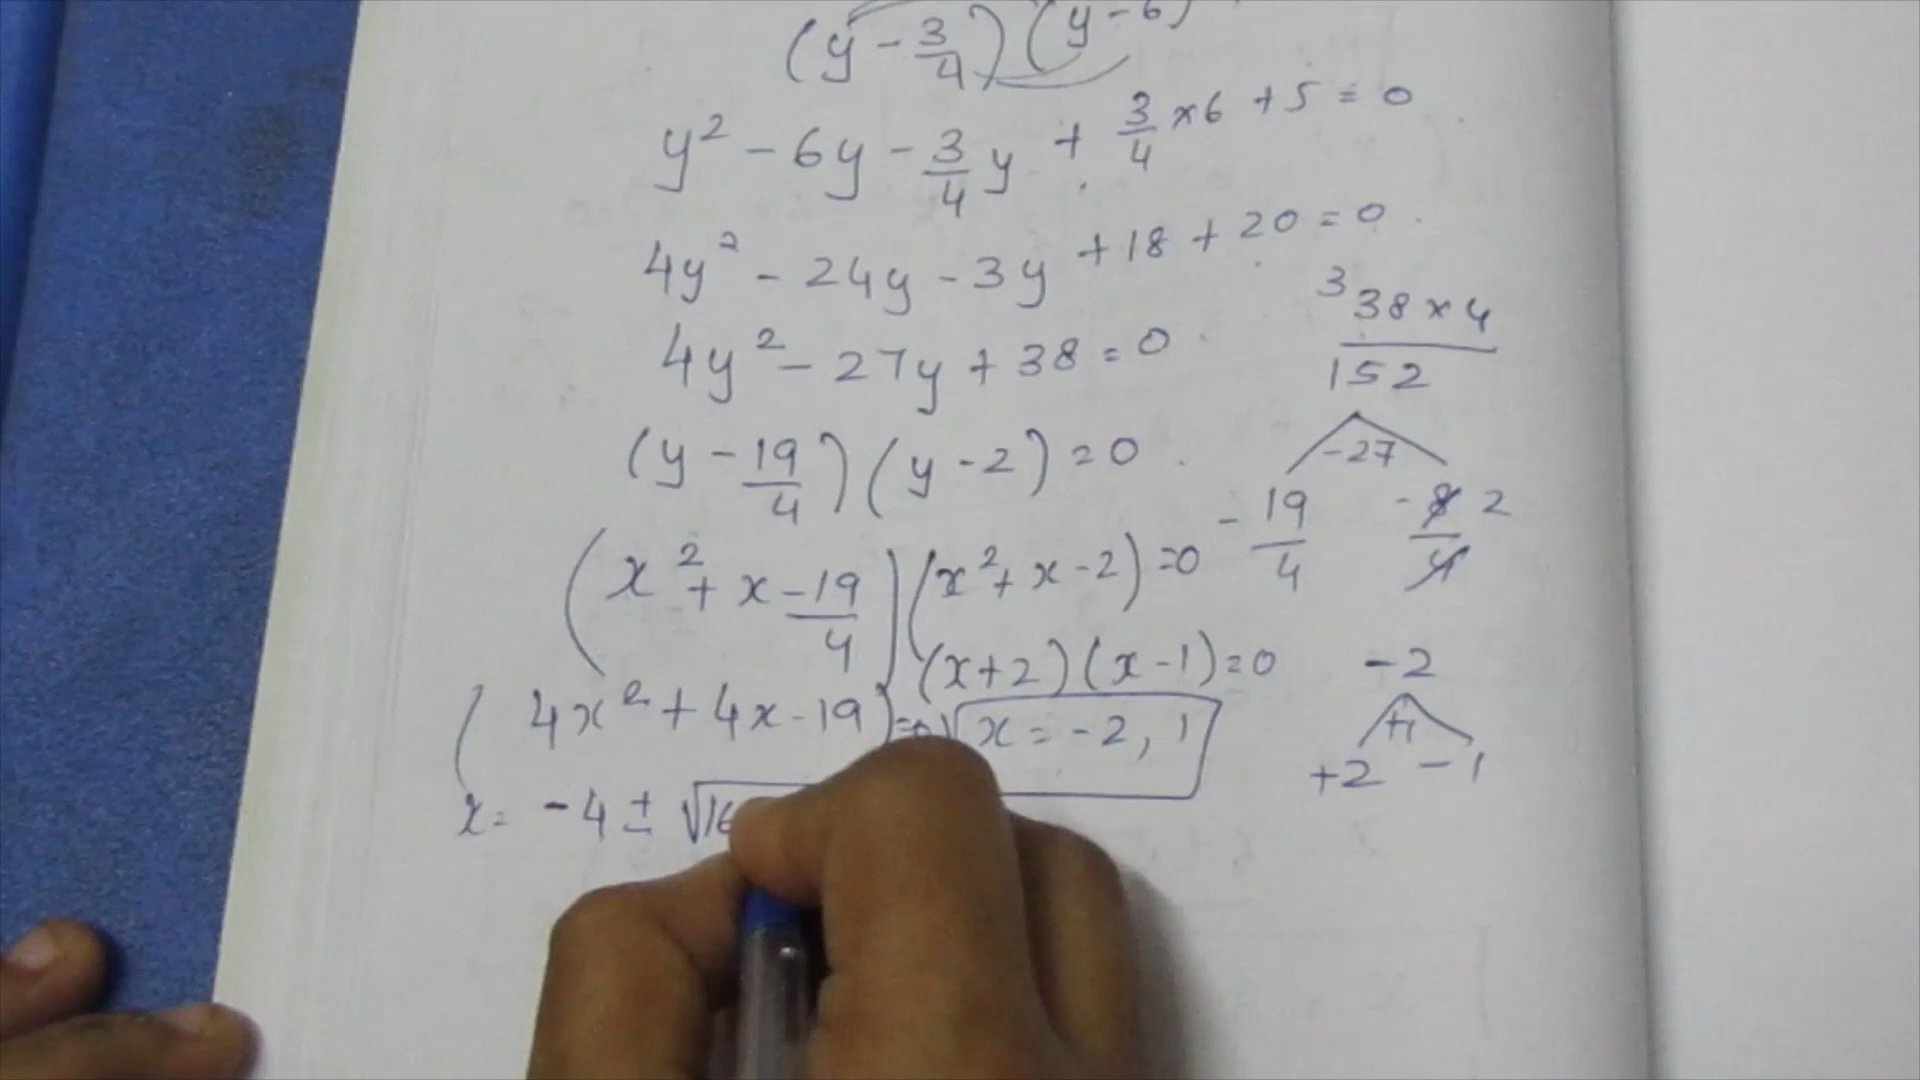 (y - 3/4)(y - 6)
y² - 6y - 3/4 y + 3/4 × 6 + 5 = 0
4y² - 24y - 3y + 18 + 20 = 0
4y² - 27y + 38 = 0
(y - 19/4)(y - 2) = 0
(x² + x - 19/4)(x² + x - 2) = 0
(x + 2)(x - 1) = 0
4x² + 4x - 19) = 0
x = -2, 1
x = -4 ± √16
3 38 × 4
152
-27
-19/4 -8/4 2
-2
+1
+2 -1